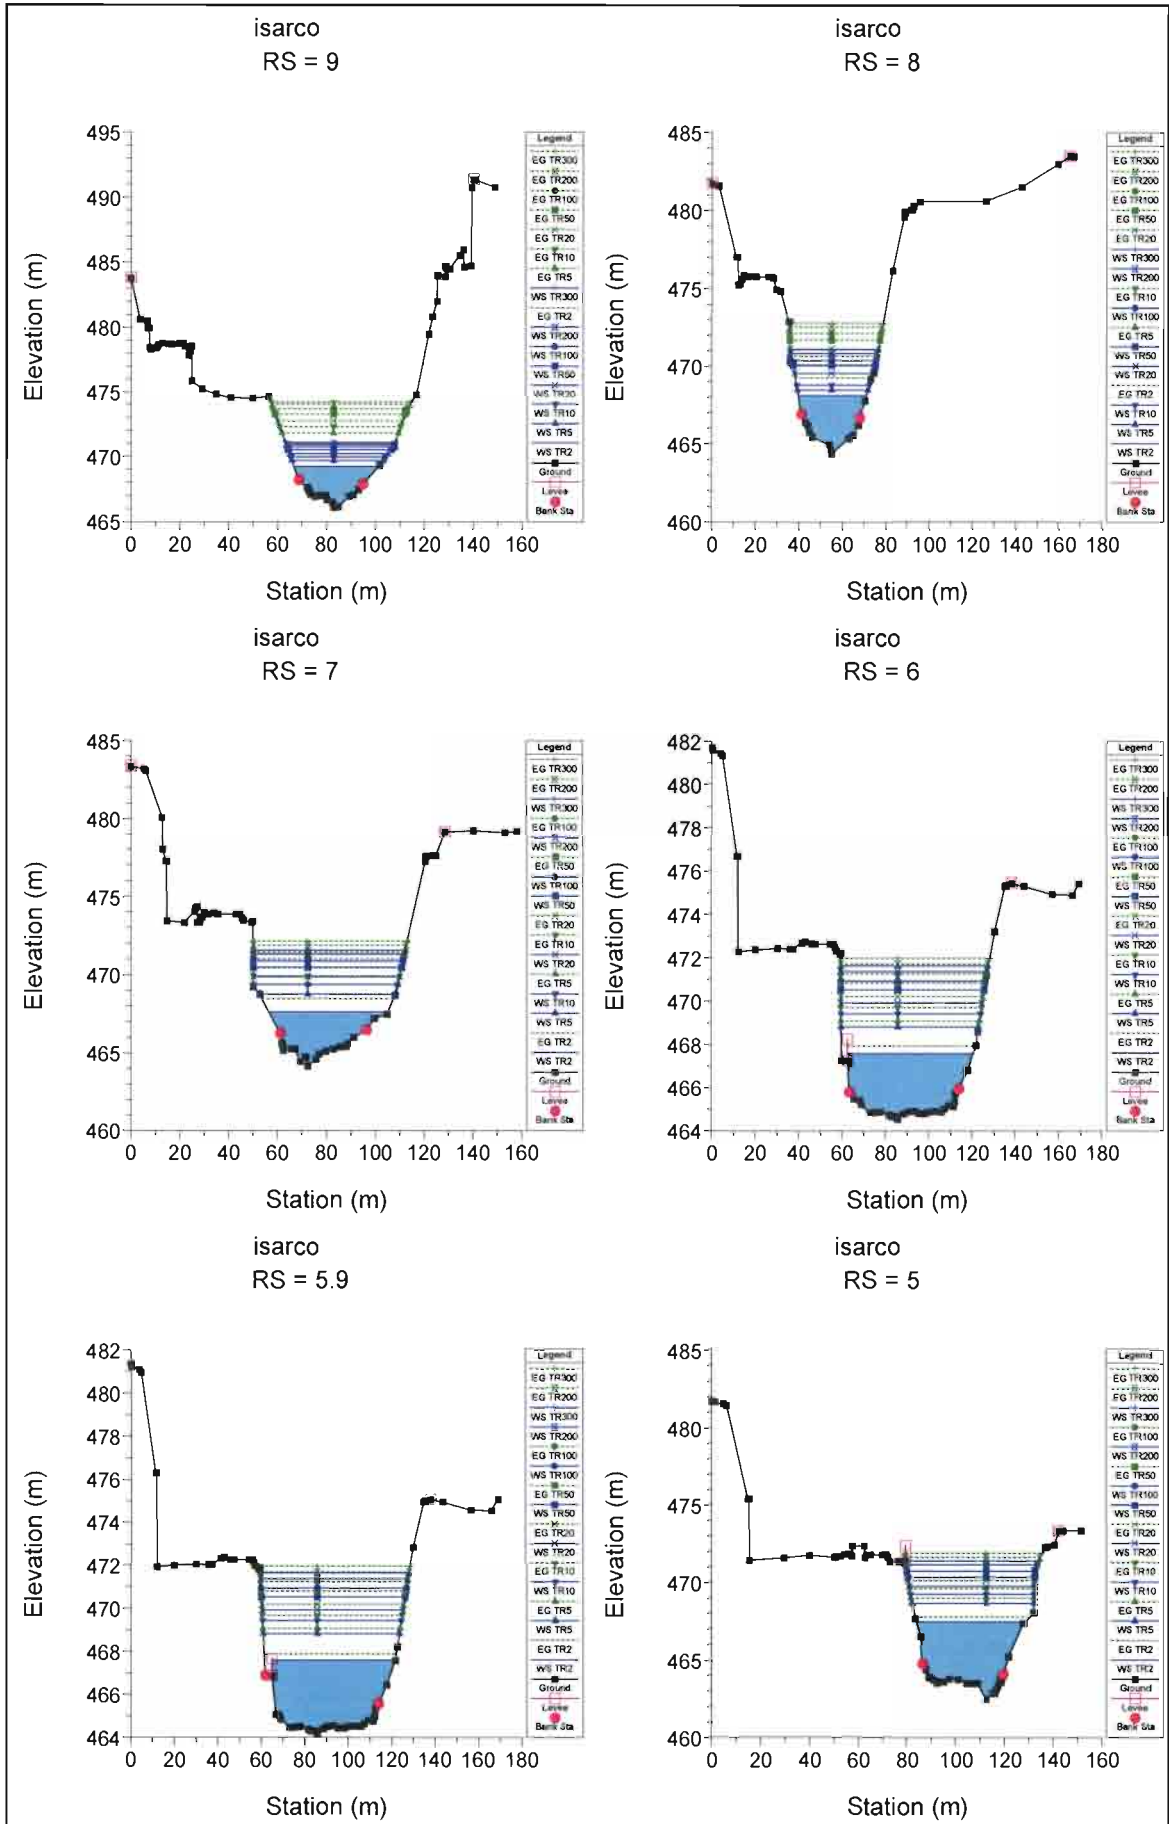 isarco
RS = 9
495
490
485
480
475
470
465
0 20 40 60 80 100 120 140 160
Elevation (m)
Station (m)
Legend
EG TR300
EG TR200
EG TR100
EG TR50
EG TR20
EG TR10
EG TR5
WS TR300
EG TR2
WS TR200
WS TR100
WS TR50
WS TR20
WS TR10
WS TR5
WS TR2
Ground
Levee
Bank Sta
isarco
RS = 8
485
480
475
470
465
460
0 20 40 60 80 100 120 140 160 180
Elevation (m)
Station (m)
Legend
EG TR300
EG TR200
EG TR100
EG TR50
EG TR20
WS TR300
WS TR200
EG TR10
WS TR100
EG TR5
WS TR50
WS TR20
EG TR2
WS TR10
WS TR5
WS TR2
Ground
Levee
Bank Sta
isarco
RS = 7
485
480
475
470
465
460
0 20 40 60 80 100 120 140 160
Elevation (m)
Station (m)
Legend
EG TR300
EG TR200
WS TR300
EG TR100
WS TR200
EG TR50
WS TR100
WS TR50
EG TR20
EG TR10
WS TR20
EG TR5
WS TR10
WS TR5
EG TR2
WS TR2
Ground
Levee
Bank Sta
isarco
RS = 6
482
480
478
476
474
472
470
468
466
464
0 20 40 60 80 100 120 140 160 180
Elevation (m)
Station (m)
Legend
EG TR300
EG TR200
WS TR300
WS TR200
EG TR100
WS TR100
EG TR50
WS TR50
EG TR20
WS TR20
EG TR10
WS TR10
EG TR5
WS TR5
EG TR2
WS TR2
Ground
Levee
Bank Sta
isarco
RS = 5.9
482
480
478
476
474
472
470
468
466
464
0 20 40 60 80 100 120 140 160 180
Elevation (m)
Station (m)
Legend
EG TR300
EG TR200
WS TR300
WS TR200
EG TR100
WS TR100
EG TR50
WS TR50
EG TR20
WS TR20
EG TR10
WS TR10
EG TR5
WS TR5
EG TR2
WS TR2
Ground
Levee
Bank Sta
isarco
RS = 5
485
480
475
470
465
460
0 20 40 60 80 100 120 140 160
Elevation (m)
Station (m)
Legend
EG TR300
EG TR200
WS TR300
EG TR100
WS TR200
EG TR50
WS TR100
WS TR50
EG TR20
WS TR20
EG TR10
WS TR10
EG TR5
WS TR5
EG TR2
WS TR2
Ground
Levee
Bank Sta